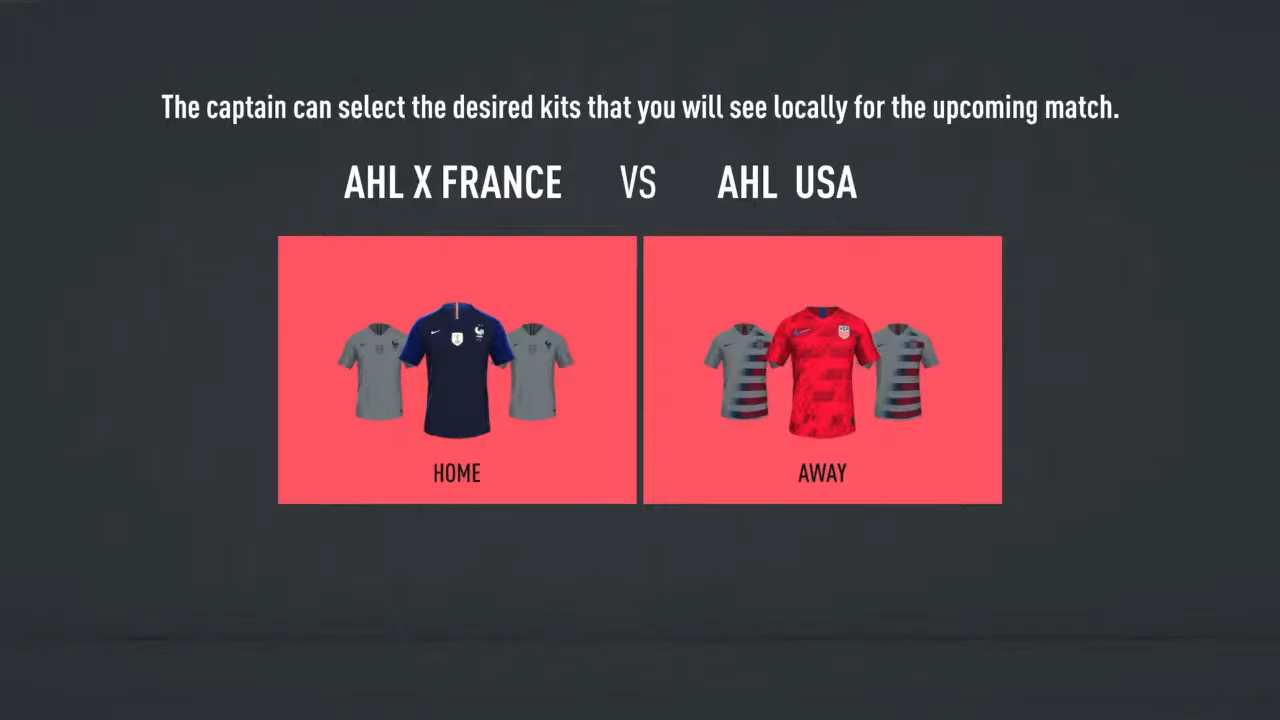 The captain can select the desired kits that you will see locally for the upcoming match.
AHL X FRANCE VS AHL USA
HOME
AWAY